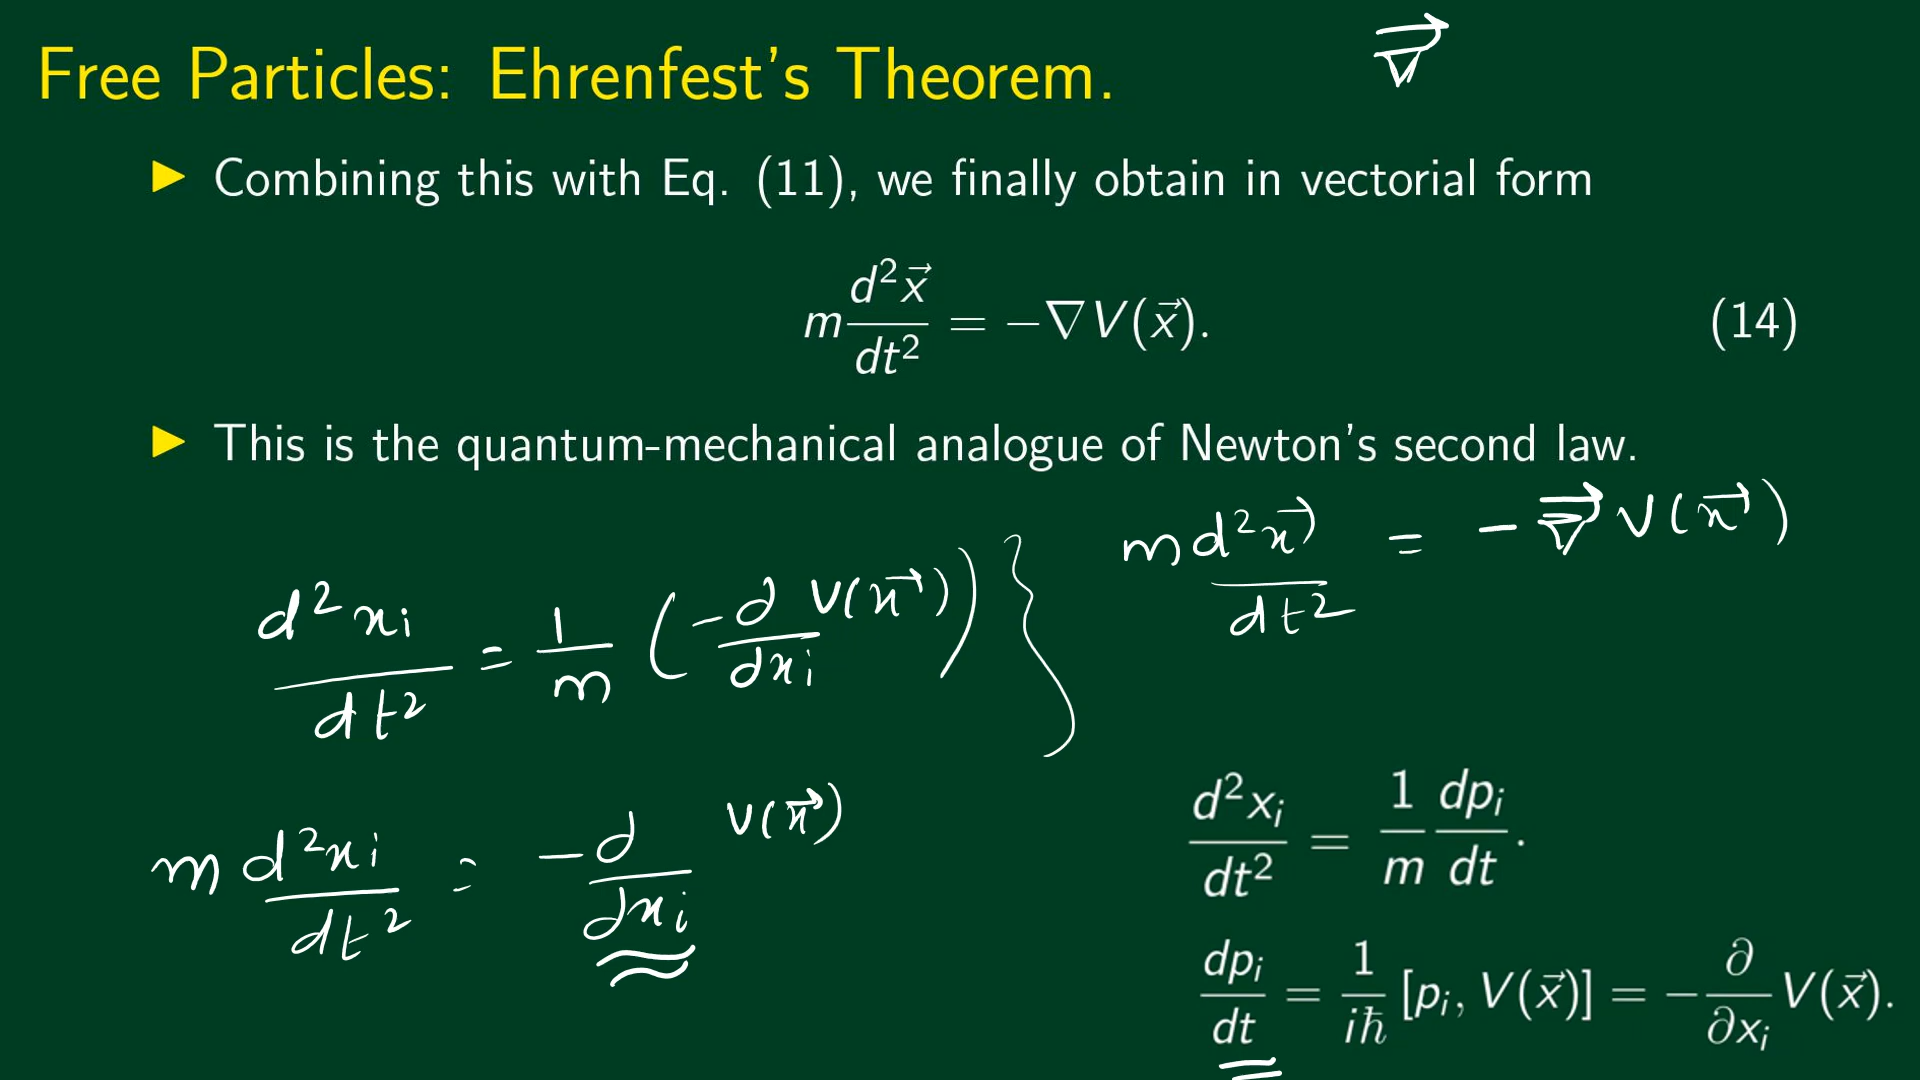 Free Particles: Ehrenfest's Theorem.
∇⃗
▶ Combining this with Eq. (11), we finally obtain in vectorial form
m d²x⃗/dt² = −∇V(x⃗). (14)
▶ This is the quantum-mechanical analogue of Newton's second law.
m d²x⃗/dt² = −∇⃗ V(x⃗)
d²xi/dt² = 1/m (−∂/∂xi V(x⃗)) }
m d²xi/dt² = −∂/∂xi V(x⃗)
d²xᵢ/dt² = 1/m dpᵢ/dt.
dpᵢ/dt = 1/iħ [pᵢ, V(x⃗)] = −∂/∂xᵢ V(x⃗).